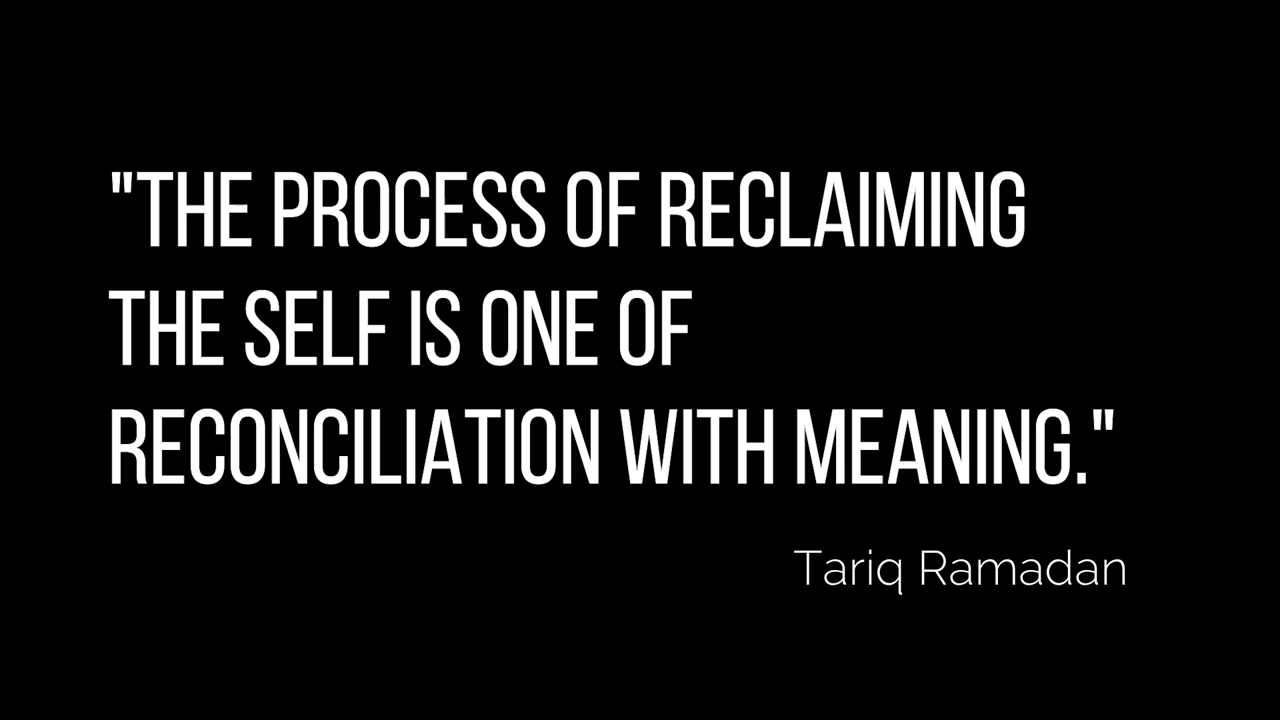 "THE PROCESS OF RECLAIMING
THE SELF IS ONE OF
RECONCILIATION WITH MEANING."
Tariq Ramadan